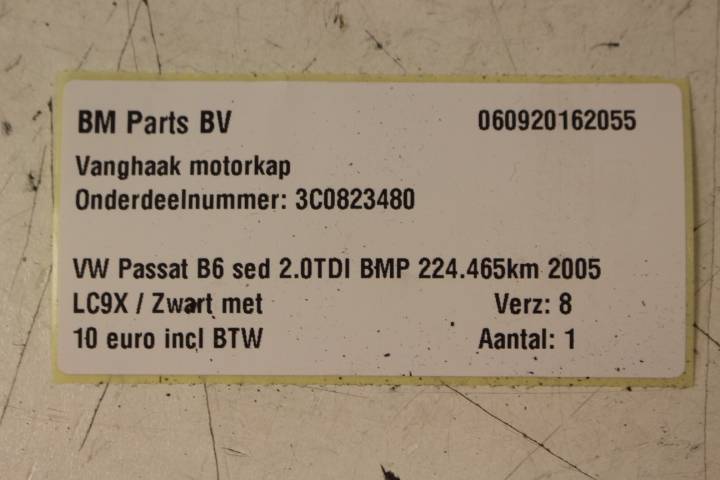 BM Parts BV 060920162055
Vanghaak motorkap
Onderdeelnummer: 3C0823480
VW Passat B6 sed 2.0TDI BMP 224.465km 2005
LC9X / Zwart met Verz: 8
10 euro incl BTW Aantal: 1